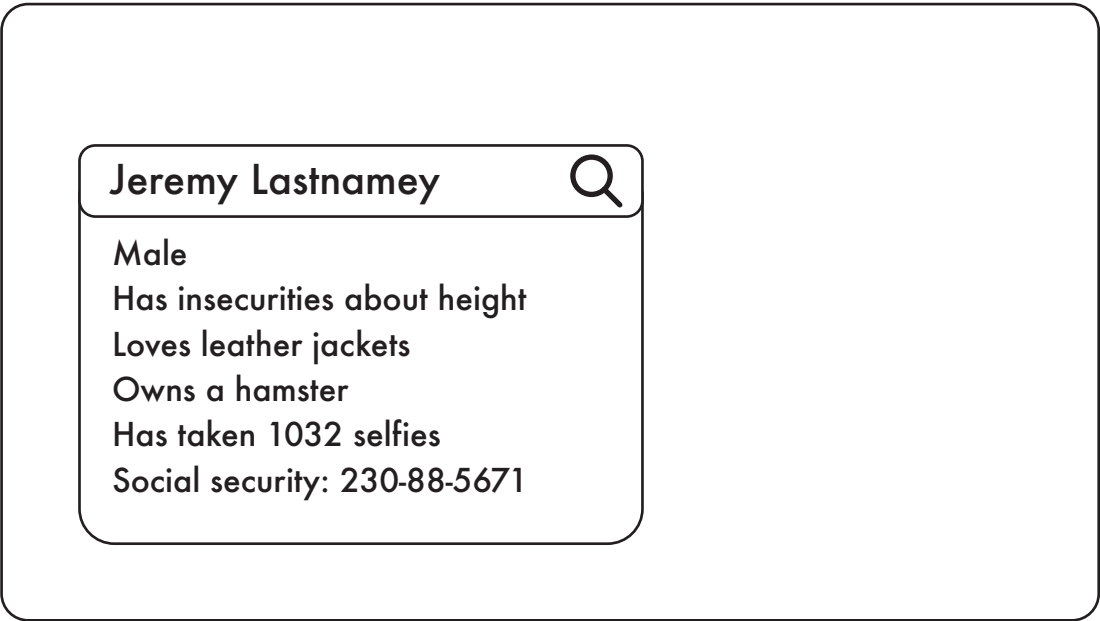 Jeremy Lastnamey
Male
Has insecurities about height
Loves leather jackets
Owns a hamster
Has taken 1032 selfies
Social security: 230-88-5671